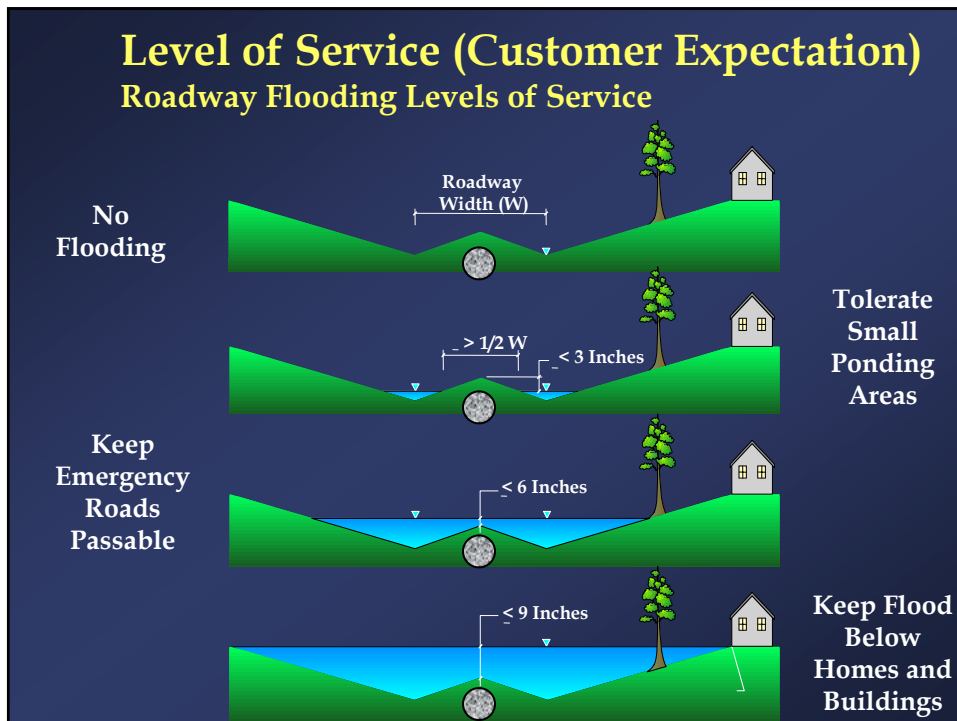 Level of Service (Customer Expectation)
Roadway Flooding Levels of Service
No
Flooding
Roadway
Width (W)
_ > 1/2 W
_< 3 Inches
Tolerate
Small
Ponding
Areas
Keep
Emergency
Roads
Passable
_< 6 Inches
_< 9 Inches
Keep Flood
Below
Homes and
Buildings